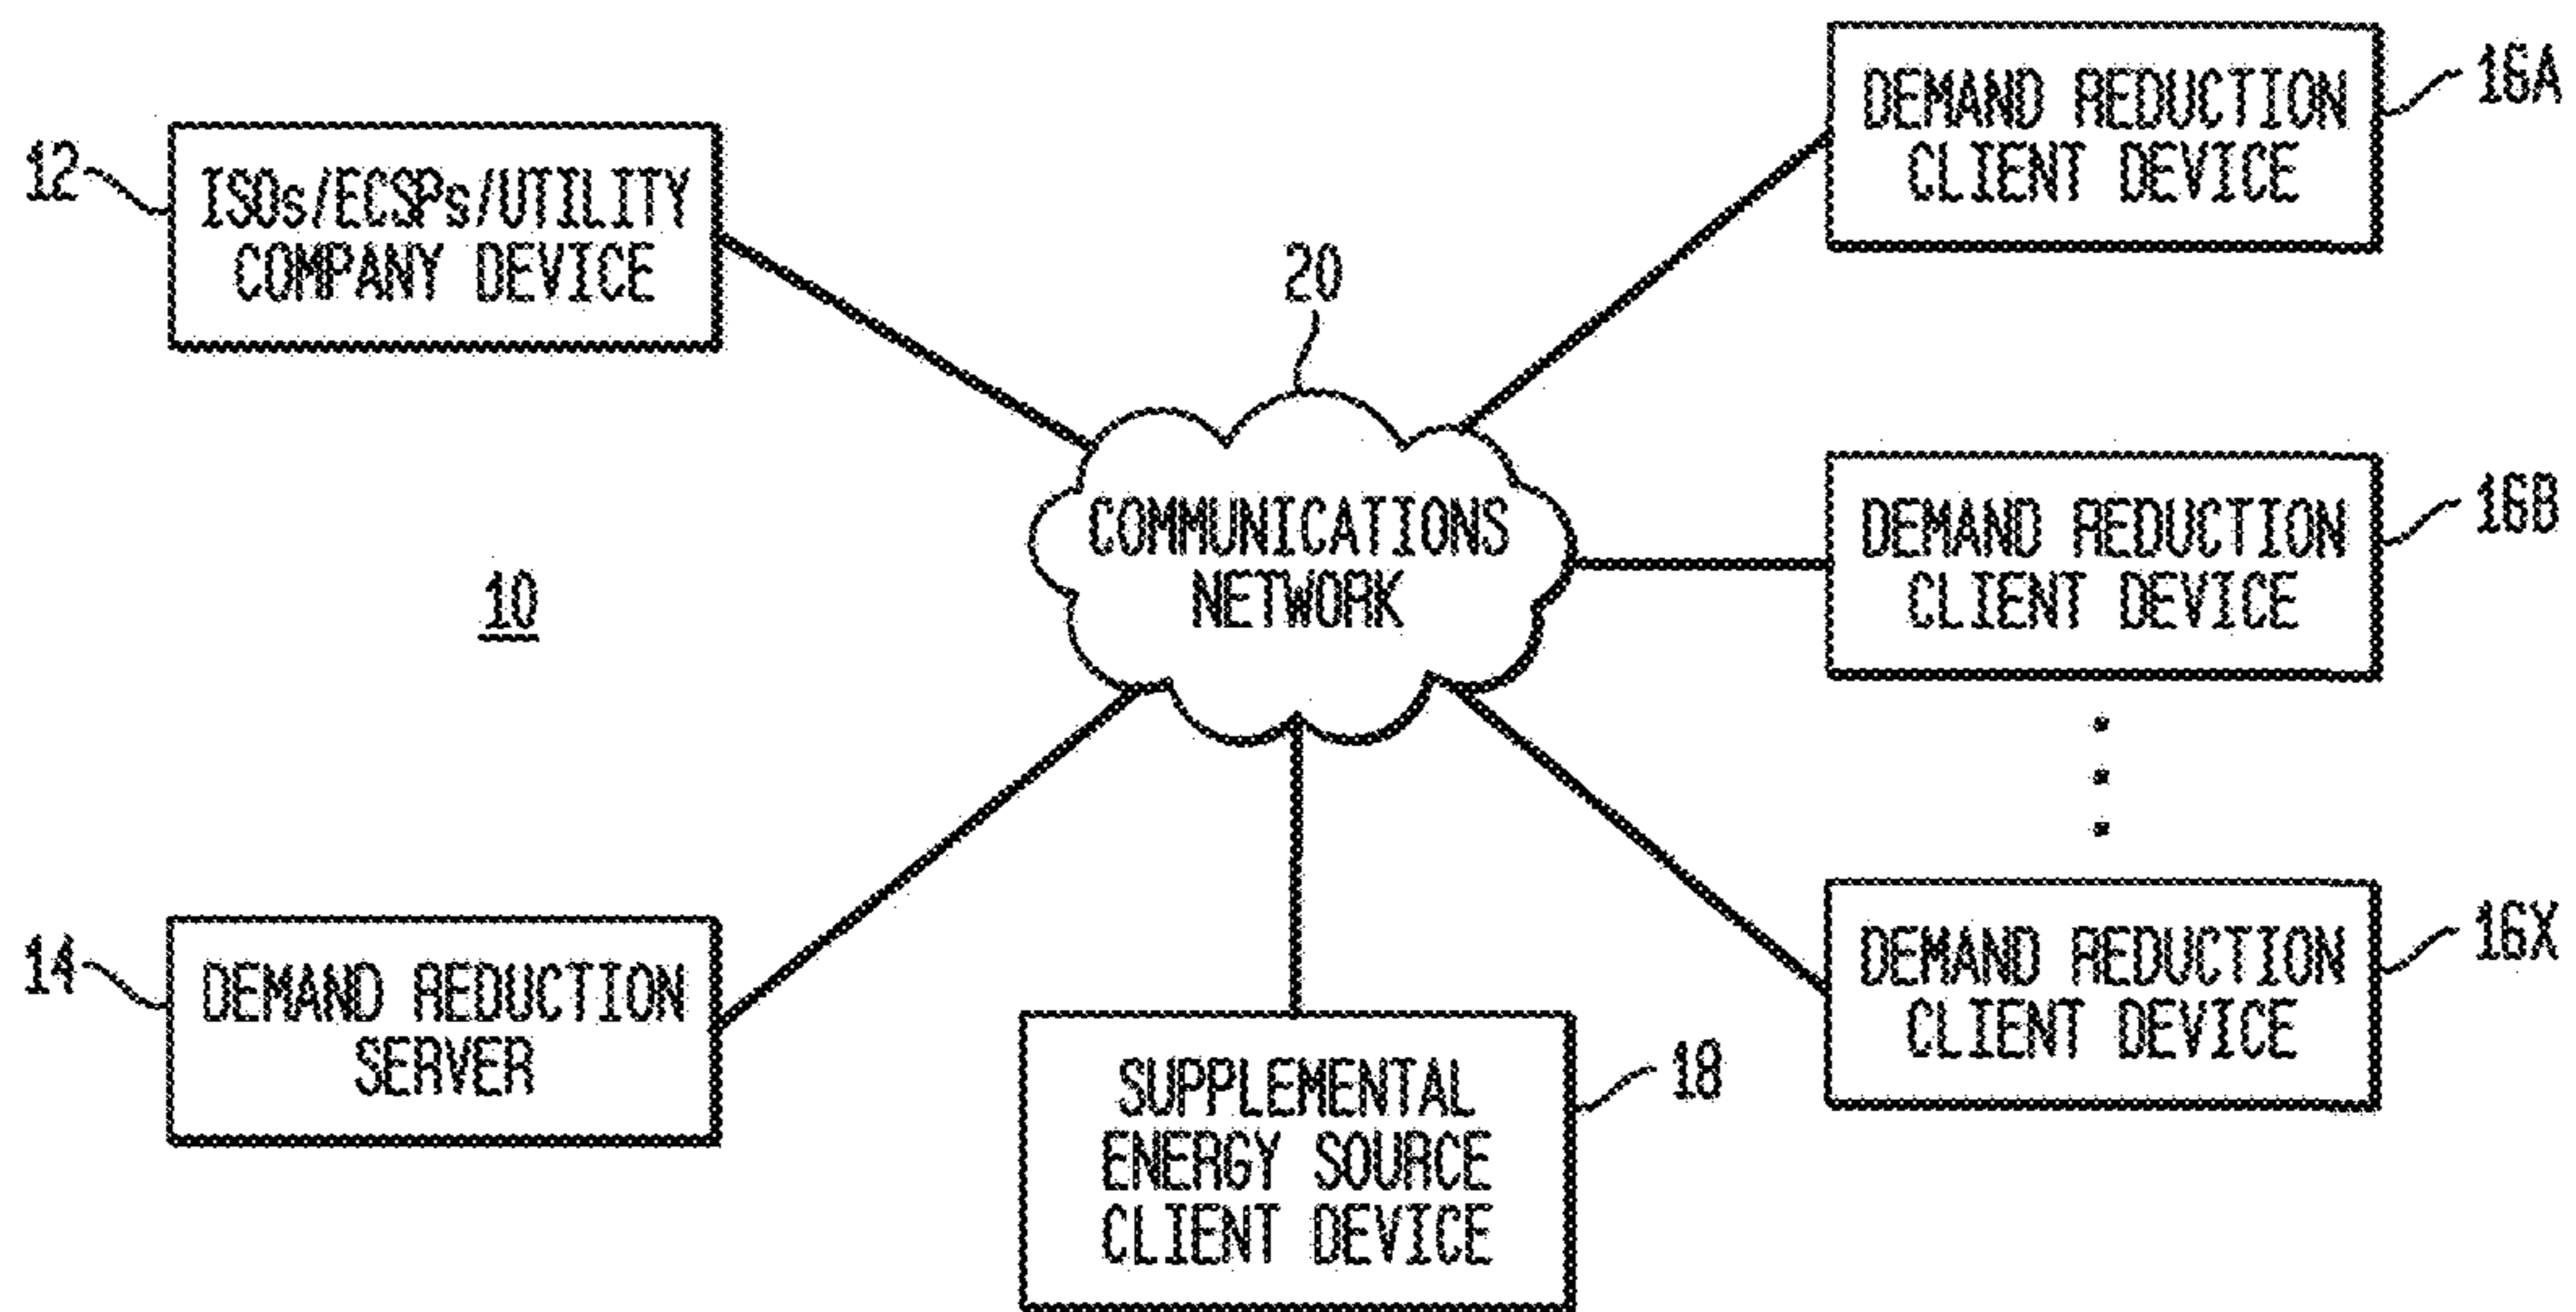 12
ISOs/ECSPs/UTILITY
COMPANY DEVICE
20
COMMUNICATIONS
NETWORK
10
14
DEMAND REDUCTION
SERVER
SUPPLEMENTAL
ENERGY SOURCE
CLIENT DEVICE
18
DEMAND REDUCTION
CLIENT DEVICE
16A
DEMAND REDUCTION
CLIENT DEVICE
16B
DEMAND REDUCTION
CLIENT DEVICE
16X